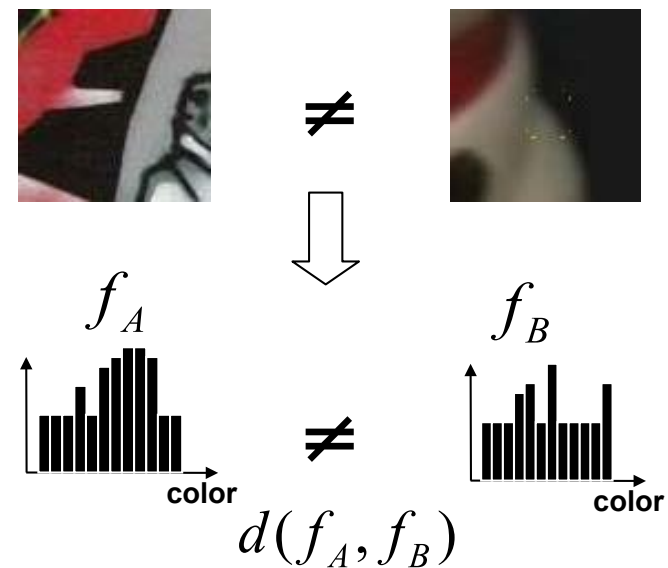 ≠
f_A f_B
≠
color color
d(f_A, f_B)